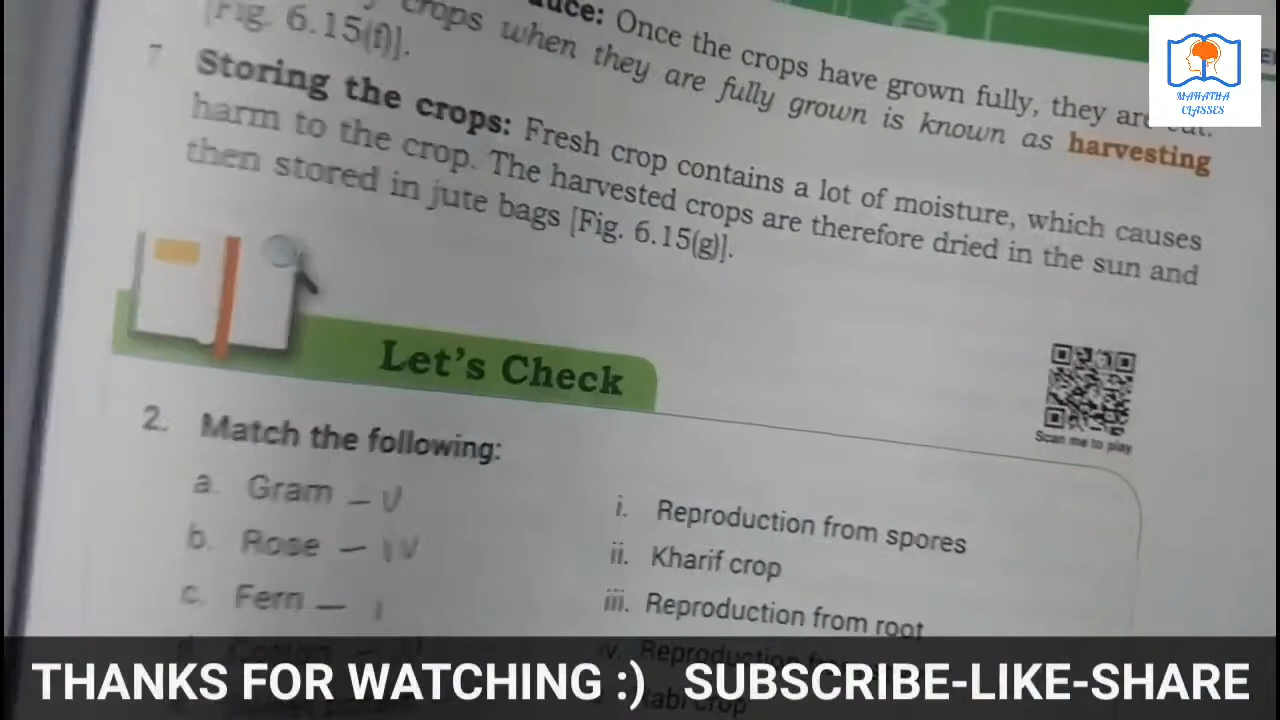 Once the crops have grown fully, they are cut.
crops when they are fully grown is known as harvesting
[Fig. 6.15(f)].
7 Storing the crops: Fresh crop contains a lot of moisture, which causes
harm to the crop. The harvested crops are therefore dried in the sun and
then stored in jute bags [Fig. 6.15(g)].
MAHATHA
CLASSES
Let's Check
Scan me to play
2. Match the following:
a. Gram – V
b. Rose – IV
c. Fern – I
i. Reproduction from spores
ii. Kharif crop
iii. Reproduction from root
iv. Reproduction
Rabi crop
THANKS FOR WATCHING :) SUBSCRIBE-LIKE-SHARE